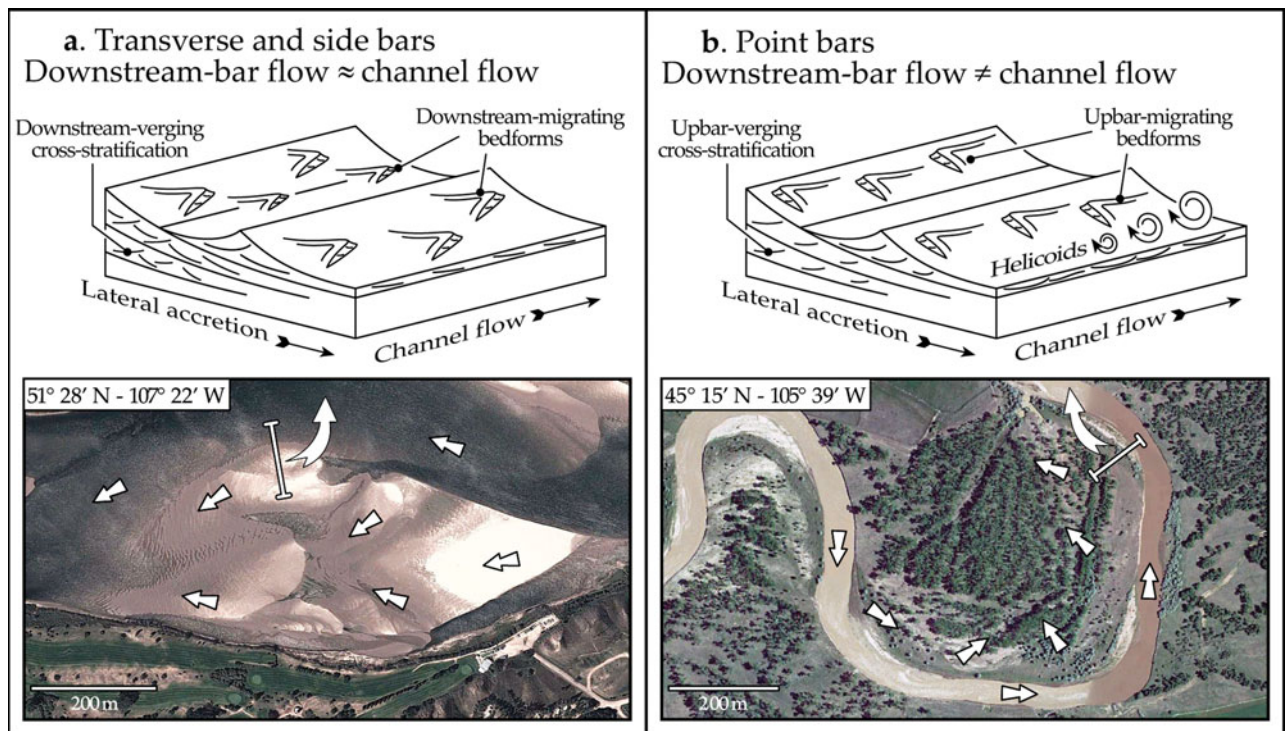 a. Transverse and side bars
Downstream-bar flow ≈ channel flow
Downstream-verging
cross-stratification
Downstream-migrating
bedforms
Lateral accretion
Channel flow
51° 28′ N - 107° 22′ W
200 m
b. Point bars
Downstream-bar flow ≠ channel flow
Upbar-verging
cross-stratification
Upbar-migrating
bedforms
Helicoids
Lateral accretion
Channel flow
45° 15′ N - 105° 39′ W
200 m